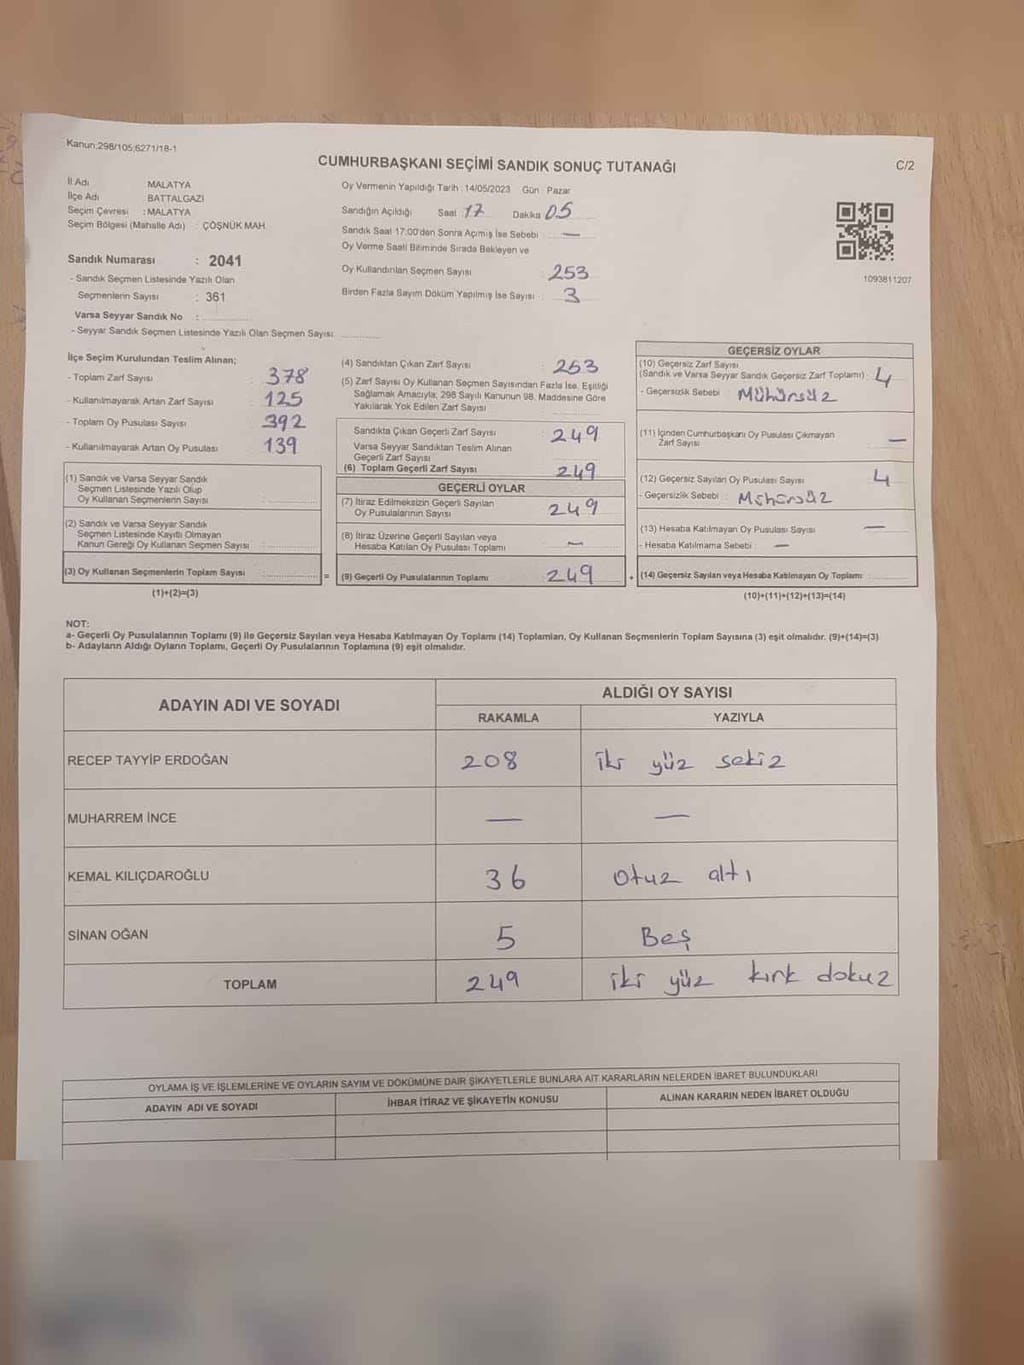 Kanun:298/105,6271/18-1
CUMHURBAŞKANI SEÇİMİ SANDIK SONUÇ TUTANAĞI
C/2
İl Adı MALATYA
İlçe Adı BATTALGAZİ
Seçim Çevresi : MALATYA
Seçim Bölgesi (Mahalle Adı) : ÇÖŞNÜK MAH.
Sandık Numarası : 2041
- Sandık Seçmen Listesinde Yazılı Olan
Seçmenlerin Sayısı : 361
Varsa Seyyar Sandık No :
- Seyyar Sandık Seçmen Listesinde Yazılı Olan Seçmen Sayısı
Oy Vermenin Yapıldığı Tarih : 14/05/2023 Gün : Pazar
Sandığın Açıldığı Saat 17 Dakika 05
Sandık Saat 17:00'den Sonra Açımış İse Sebebi : —
Oy Verme Saati Bitiminde Sırada Bekleyen ve
Oy Kullandırılan Seçmen Sayısı 253
Birden Fazla Sayım Döküm Yapılmış İse Sayısı : 3
1093811207
İlçe Seçim Kurulundan Teslim Alınan;
- Toplam Zarf Sayısı : 378
- Kullanılmayarak Artan Zarf Sayısı : 125
- Toplam Oy Pusulası Sayısı : 392
- Kullanılmayarak Artan Oy Pusulası : 139
(1) Sandık ve Varsa Seyyar Sandık
Seçmen Listesinde Yazılı Olup
Oy Kullanan Seçmenlerin Sayısı
(2) Sandık ve Varsa Seyyar Sandık
Seçmen Listesinde Kayıtlı Olmayan
Kanun Gereği Oy Kullanan Seçmen Sayısı
(3) Oy Kullanan Seçmenlerin Toplam Sayısı
(1)+(2)=(3)
(4) Sandıktan Çıkan Zarf Sayısı : 253
(5) Zarf Sayısı Oy Kullanan Seçmen Sayısından Fazla İse, Eşitliği
Sağlamak Amacıyla; 298 Sayılı Kanunun 98. Maddesine Göre
Yakılarak Yok Edilen Zarf Sayısı
Sandıkta Çıkan Geçerli Zarf Sayısı : 249
Varsa Seyyar Sandıktan Teslim Alınan
Geçerli Zarf Sayısı
(6) Toplam Geçerli Zarf Sayısı : 249
GEÇERLİ OYLAR
(7) İtiraz Edilmeksizin Geçerli Sayılan
Oy Pusulalarının Sayısı : 249
(8) İtiraz Üzerine Geçerli Sayılan veya
Hesaba Katılan Oy Pusulası Toplamı : —
= (9) Geçerli Oy Pusulalarının Toplamı : 249
GEÇERSİZ OYLAR
(10) Geçersiz Zarf Sayısı
(Sandık ve Varsa Seyyar Sandık Geçersiz Zarf Toplamı) : 4
- Geçersizlik Sebebi : Mühürsüz
(11) İçinden Cumhurbaşkanı Oy Pusulası Çıkmayan
Zarf Sayısı —
(12) Geçersiz Sayılan Oy Pusulası Sayısı 4
- Geçersizlik Sebebi : Mühürsüz
(13) Hesaba Katılmayan Oy Pusulası Sayısı —
- Hesaba Katılmama Sebebi : —
+ (14) Geçersiz Sayılan veya Hesaba Katılmayan Oy Toplamı
(10)+(11)+(12)+(13)=(14)
NOT:
a- Geçerli Oy Pusulalarının Toplamı (9) ile Geçersiz Sayılan veya Hesaba Katılmayan Oy Toplamı (14) Toplamları, Oy Kullanan Seçmenlerin Toplam Sayısına (3) eşit olmalıdır. (9)+(14)=(3)
b- Adayların Aldığı Oyların Toplamı, Geçerli Oy Pusulalarının Toplamına (9) eşit olmalıdır.
ADAYIN ADI VE SOYADI
ALDIĞI OY SAYISI
RAKAMLA YAZIYLA
RECEP TAYYİP ERDOĞAN 208 iki yüz sekiz
MUHARREM İNCE — —
KEMAL KILIÇDAROĞLU 36 otuz altı
SİNAN OĞAN 5 Beş
TOPLAM 249 iki yüz kırk dokuz
OYLAMA İŞ VE İŞLEMLERİNE VE OYLARIN SAYIM VE DÖKÜMÜNE DAİR ŞİKAYETLERLE BUNLARA AİT KARARLARIN NELERDEN İBARET BULUNDUKLARI
ADAYIN ADI VE SOYADI İHBAR İTİRAZ VE ŞİKAYETİN KONUSU ALINAN KARARIN NEDEN İBARET OLDUĞU